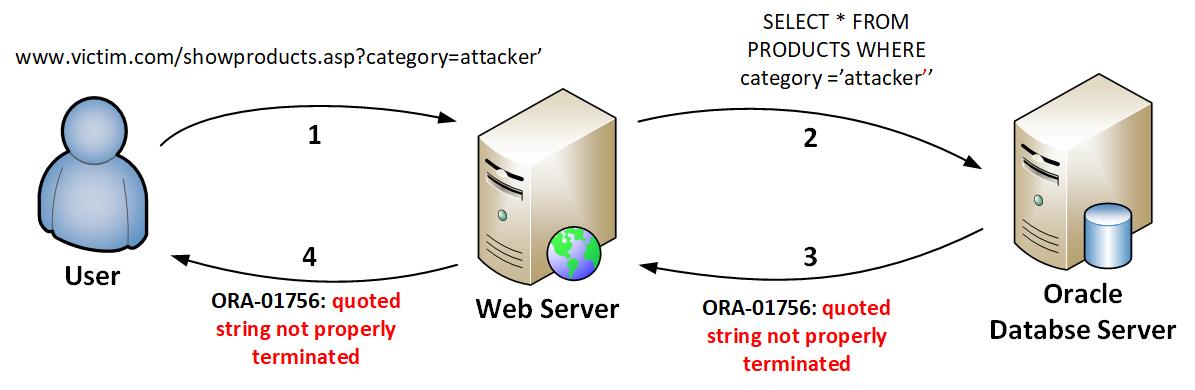 SELECT * FROM
PRODUCTS WHERE
category =’attacker’’
www.victim.com/showproducts.asp?category=attacker’
1
2
3
4
User
Web Server
Oracle
Databse Server
ORA-01756: quoted
string not properly
terminated
ORA-01756: quoted
string not properly
terminated